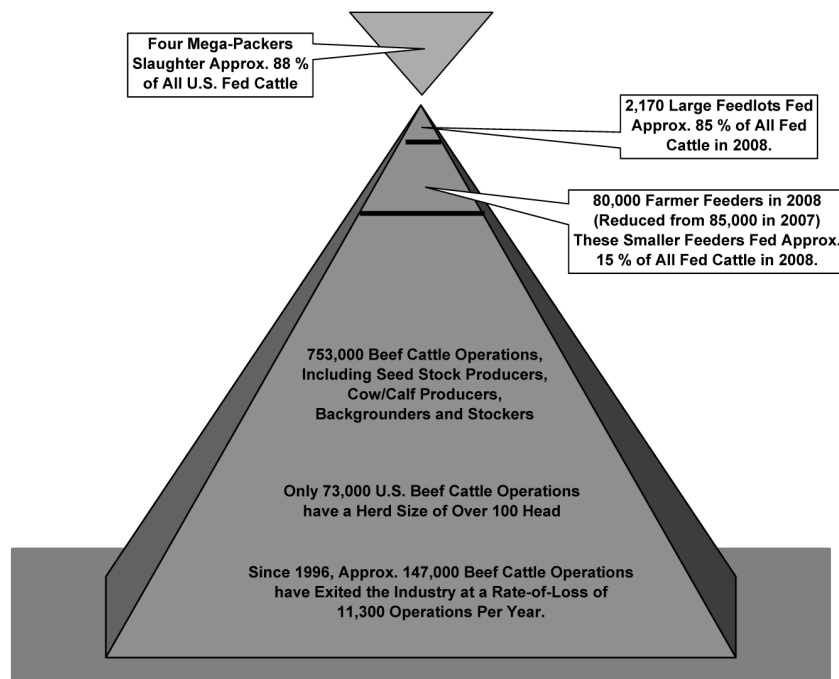 Four Mega-Packers
Slaughter Approx. 88 %
of All U.S. Fed Cattle
2,170 Large Feedlots Fed
Approx. 85 % of All Fed
Cattle in 2008.
80,000 Farmer Feeders in 2008
(Reduced from 85,000 in 2007)
These Smaller Feeders Fed Approx.
15 % of All Fed Cattle in 2008.
753,000 Beef Cattle Operations,
Including Seed Stock Producers,
Cow/Calf Producers,
Backgrounders and Stockers
Only 73,000 U.S. Beef Cattle Operations
have a Herd Size of Over 100 Head
Since 1996, Approx. 147,000 Beef Cattle Operations
have Exited the Industry at a Rate-of-Loss of
11,300 Operations Per Year.